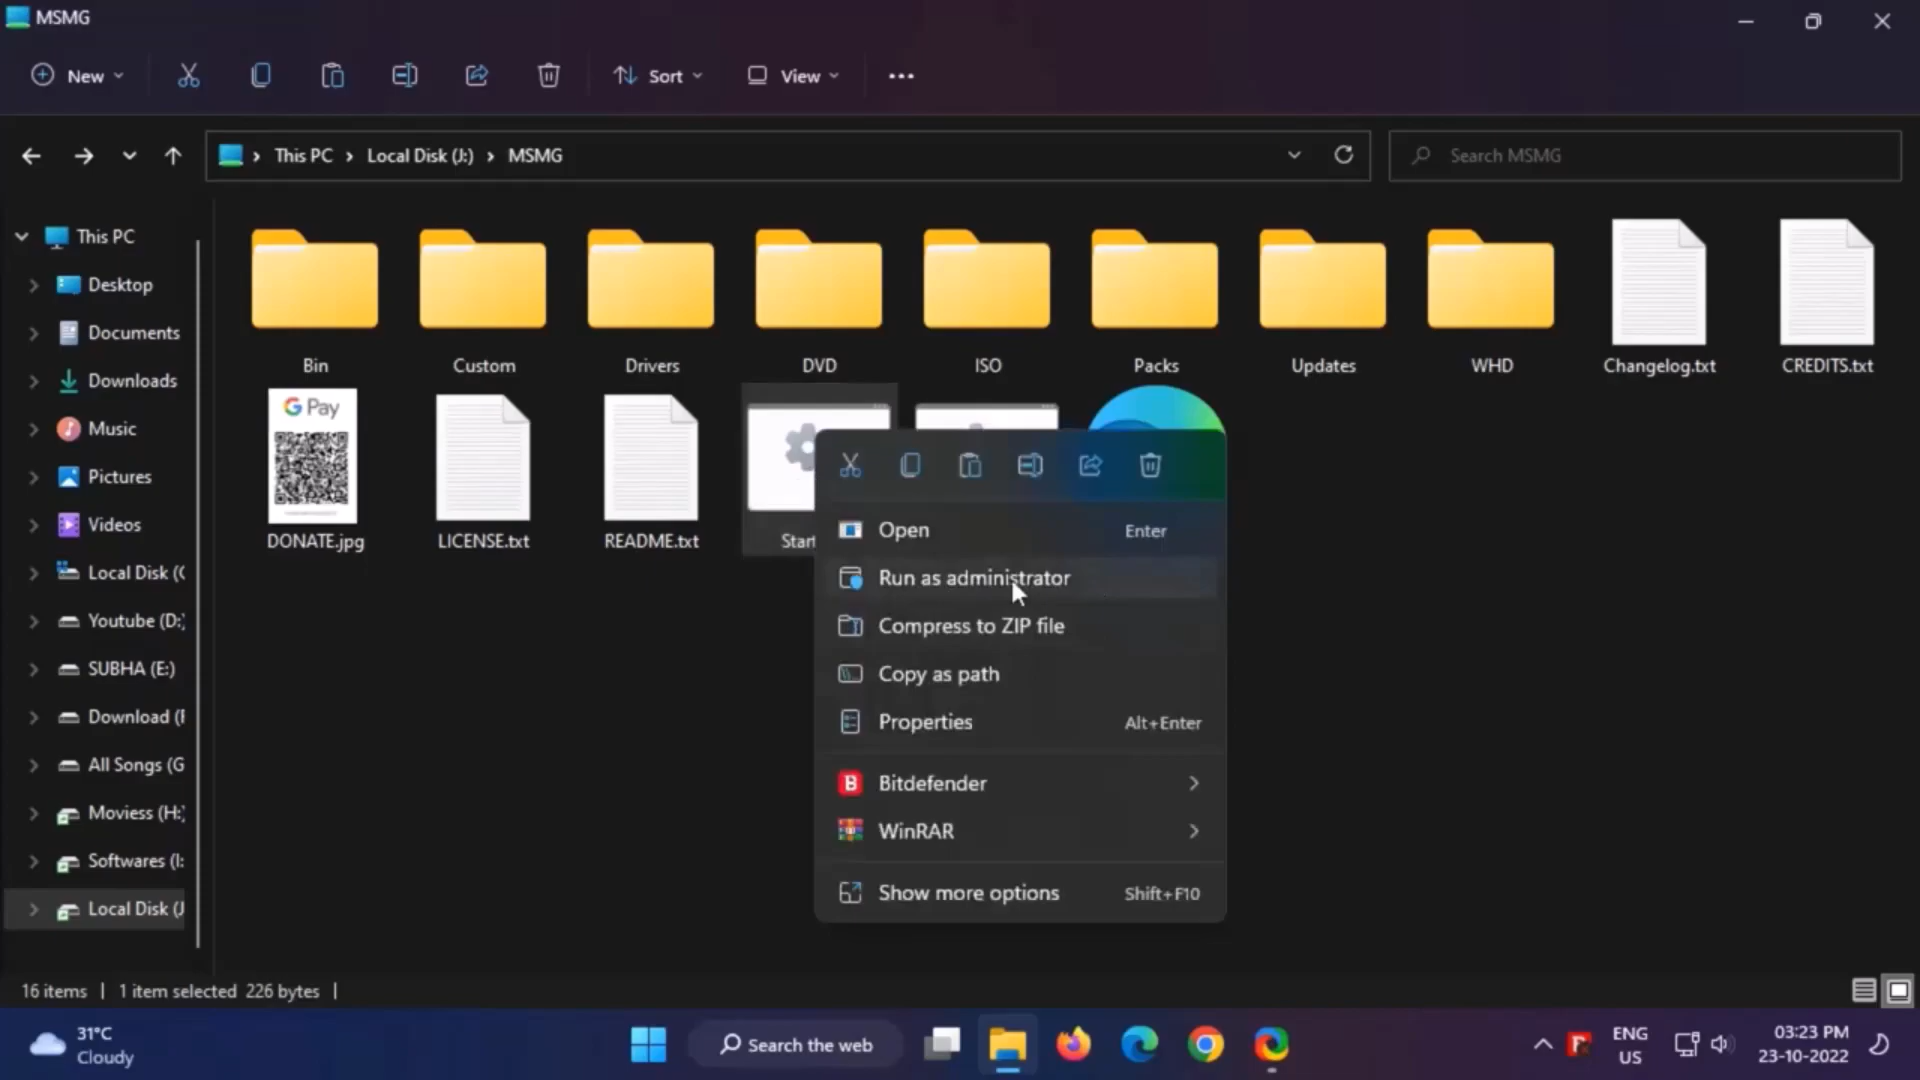 MSMG
New
Sort
View
This PC > Local Disk (J:) > MSMG
Search MSMG
This PC
Desktop
Documents
Downloads
Music
Pictures
Videos
Local Disk (C
Youtube (D:)
SUBHA (E:)
Download (F
All Songs (G
Moviess (H:)
Softwares (I:
Local Disk (J
Bin
Custom
Drivers
DVD
ISO
Packs
Updates
WHD
Changelog.txt
CREDITS.txt
G Pay
DONATE.jpg
LICENSE.txt
README.txt
Start
Open Enter
Run as administrator
Compress to ZIP file
Copy as path
Properties Alt+Enter
Bitdefender
WinRAR
Show more options Shift+F10
16 items | 1 item selected 226 bytes |
31°C
Cloudy
Search the web
ENG
US
03:23 PM
23-10-2022